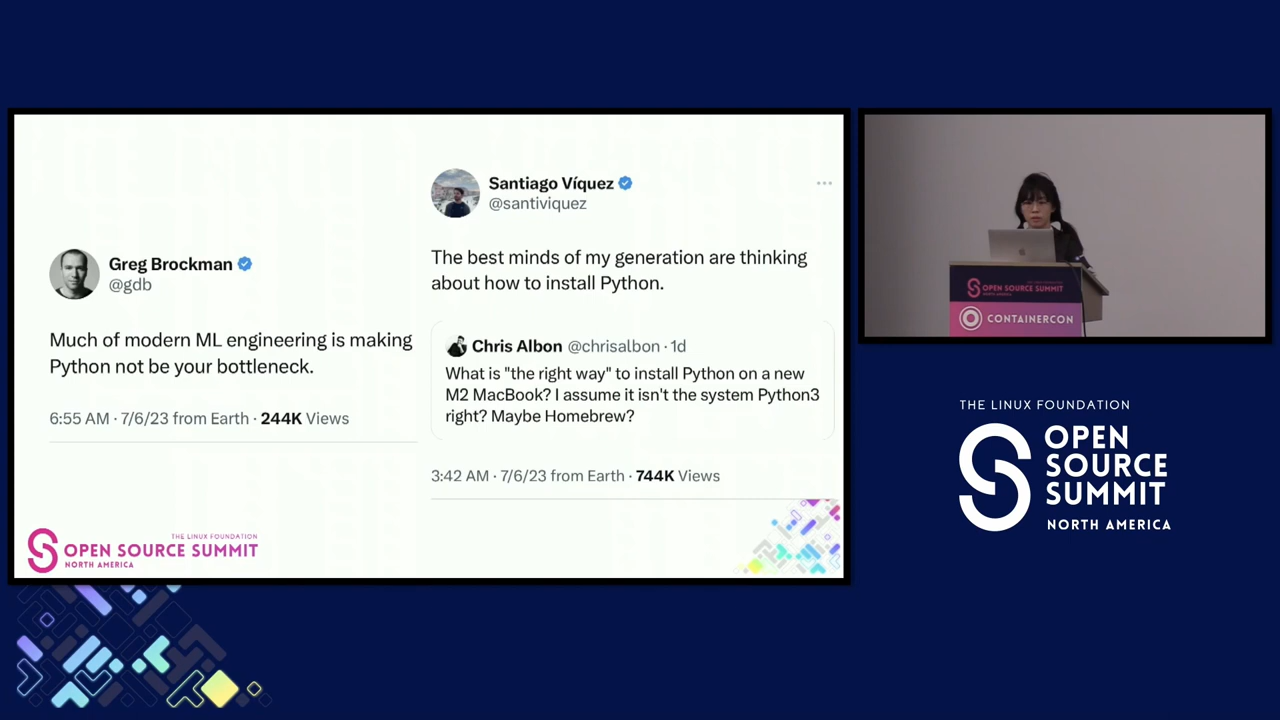 Greg Brockman
@gdb
Much of modern ML engineering is making
Python not be your bottleneck.
6:55 AM · 7/6/23 from Earth · 244K Views
Santiago Víquez
@santiviquez
The best minds of my generation are thinking
about how to install Python.
Chris Albon @chrisalbon · 1d
What is "the right way" to install Python on a new
M2 MacBook? I assume it isn't the system Python3
right? Maybe Homebrew?
3:42 AM · 7/6/23 from Earth · 744K Views
THE LINUX FOUNDATION
OPEN SOURCE SUMMIT
NORTH AMERICA
OPEN SOURCE SUMMIT
CONTAINERCON
THE LINUX FOUNDATION
OPEN
SOURCE
SUMMIT
NORTH AMERICA